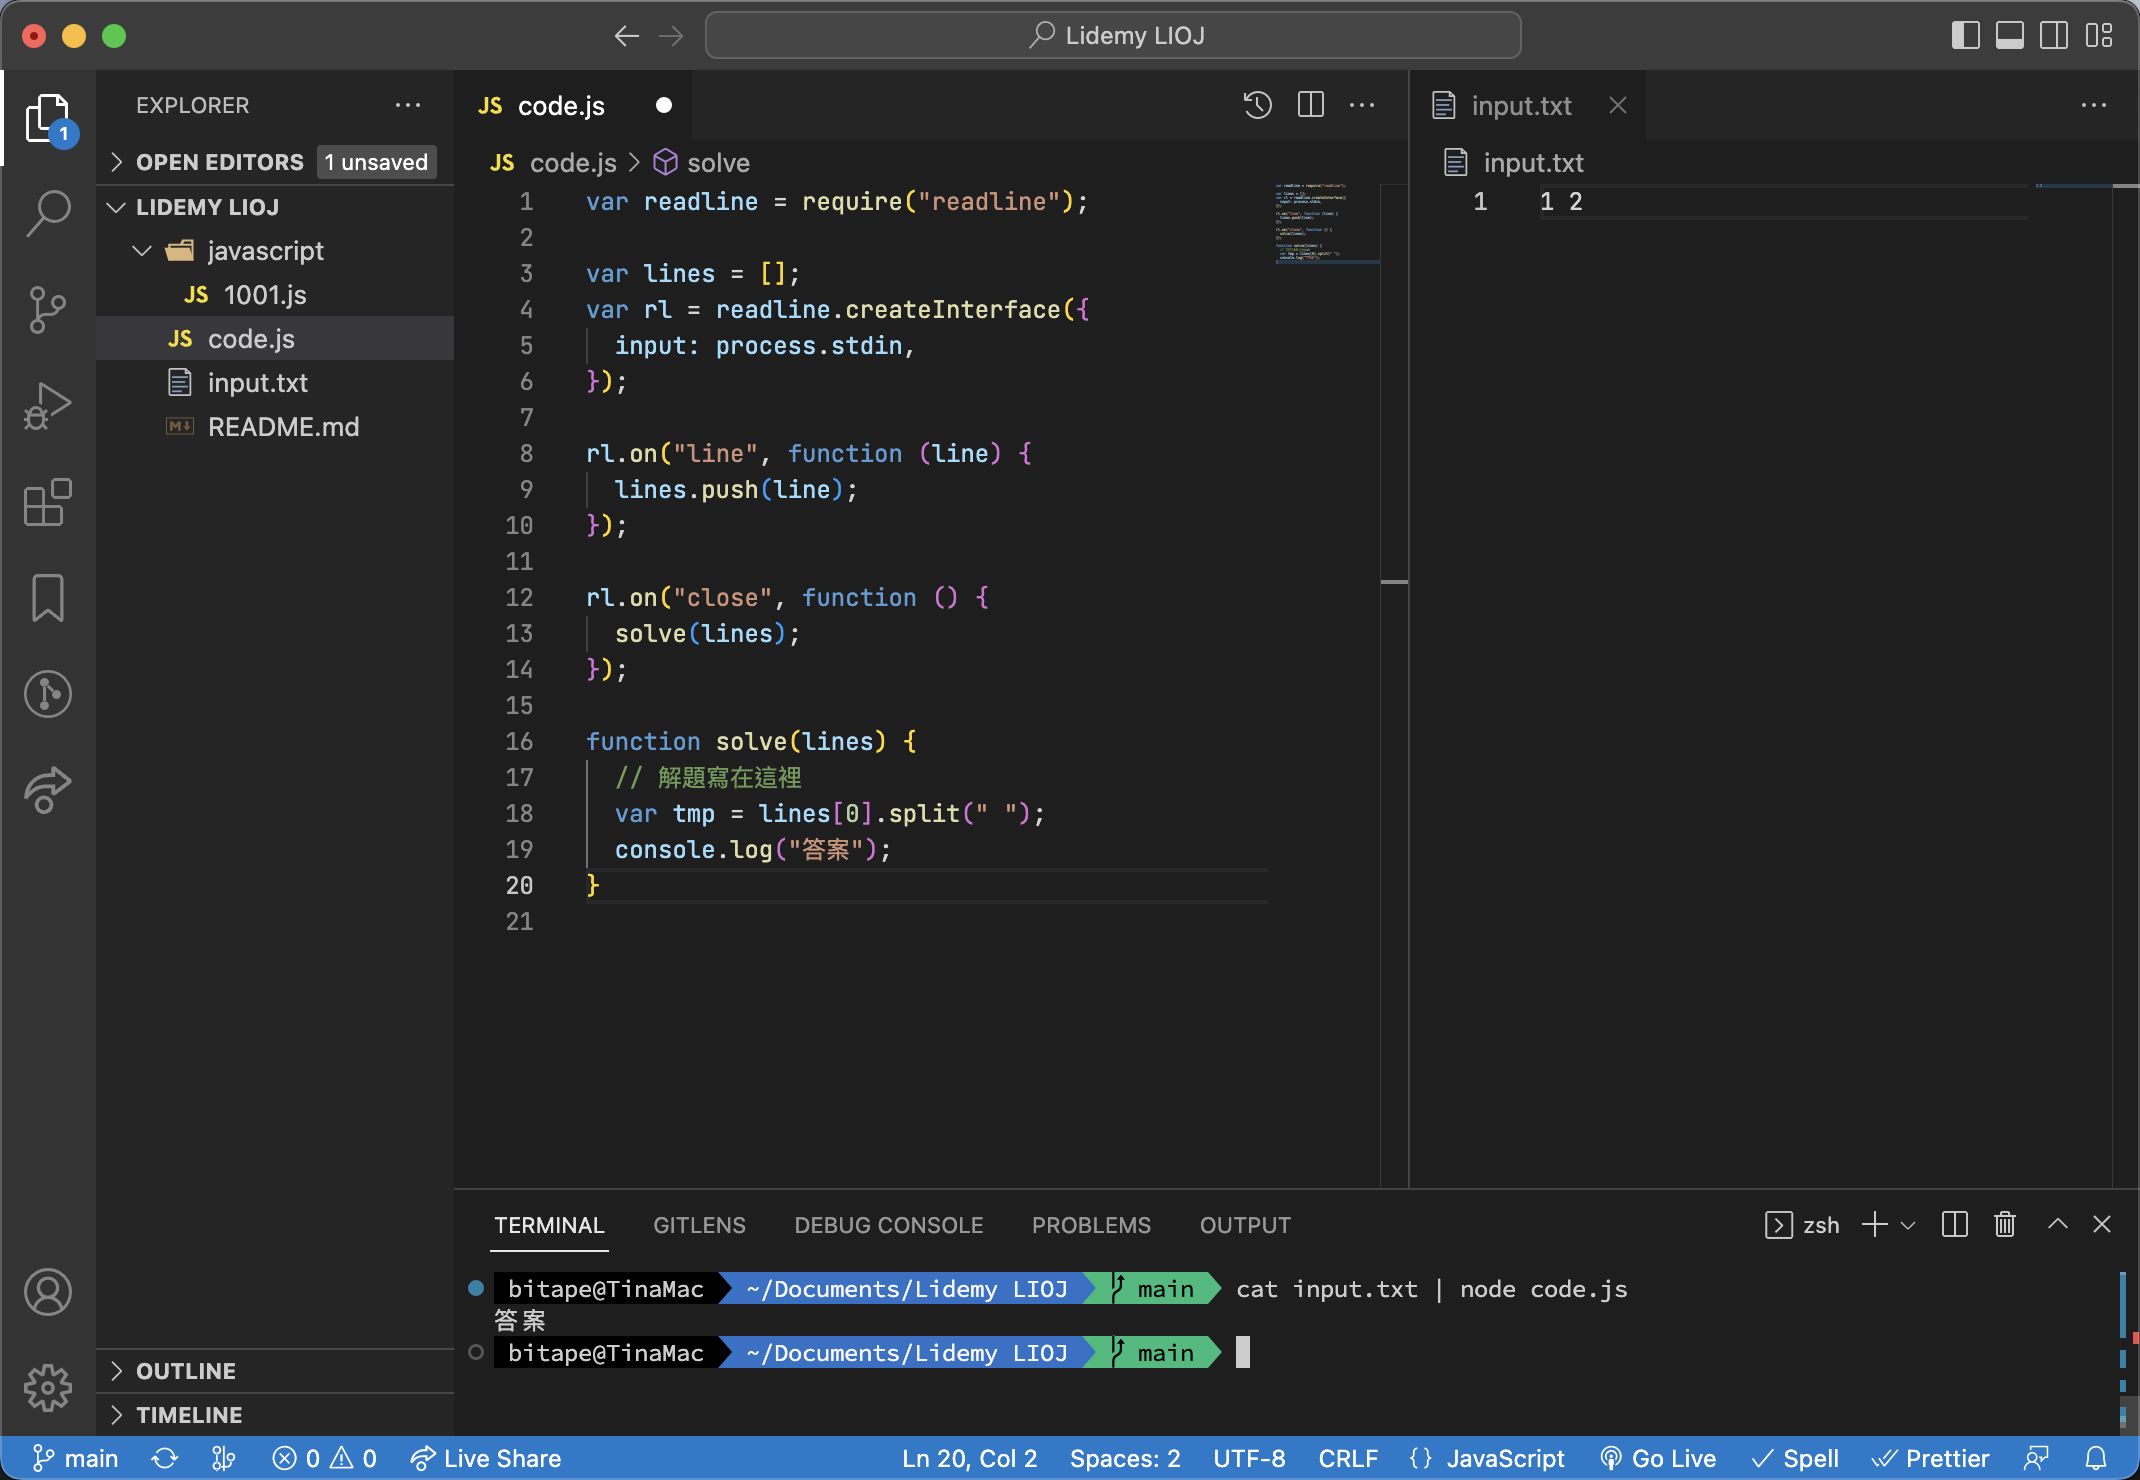 Lidemy LIOJ
EXPLORER
1
OPEN EDITORS 1 unsaved
LIDEMY LIOJ
javascript
JS 1001.js
JS code.js
input.txt
README.md
OUTLINE
TIMELINE
JS code.js
JS code.js > solve
1 var readline = require("readline");
2
3 var lines = [];
4 var rl = readline.createInterface({
5   input: process.stdin,
6 });
7
8 rl.on("line", function (line) {
9   lines.push(line);
10 });
11
12 rl.on("close", function () {
13   solve(lines);
14 });
15
16 function solve(lines) {
17   // 解題寫在這裡
18   var tmp = lines[0].split(" ");
19   console.log("答案");
20 }
21
input.txt
input.txt
1 1 2
TERMINAL GITLENS DEBUG CONSOLE PROBLEMS OUTPUT zsh
bitape@TinaMac ~/Documents/Lidemy LIOJ main cat input.txt | node code.js
答案
bitape@TinaMac ~/Documents/Lidemy LIOJ main
main 0 0 Live Share Ln 20, Col 2 Spaces: 2 UTF-8 CRLF {} JavaScript Go Live Spell Prettier